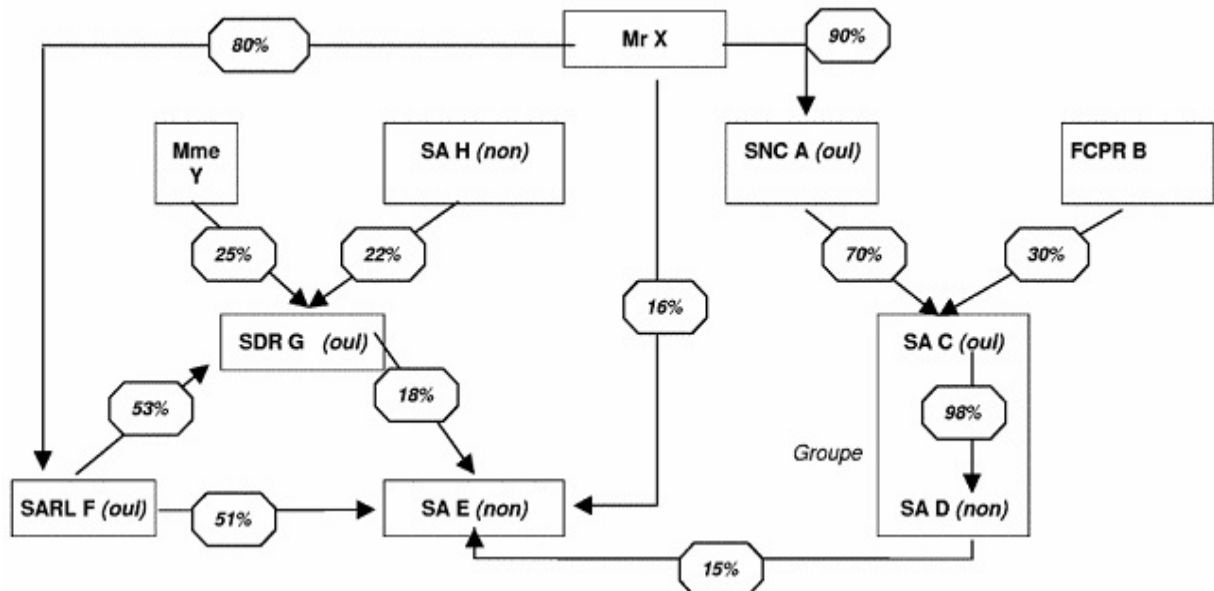 80%
Mr X
90%
Mme
Y
SA H (non)
SNC A (oui)
FCPR B
25%
22%
70%
30%
16%
SDR G (oui)
SA C (oui)
53%
18%
98%
Groupe
SARL F (oui)
51%
SA E (non)
SA D (non)
15%